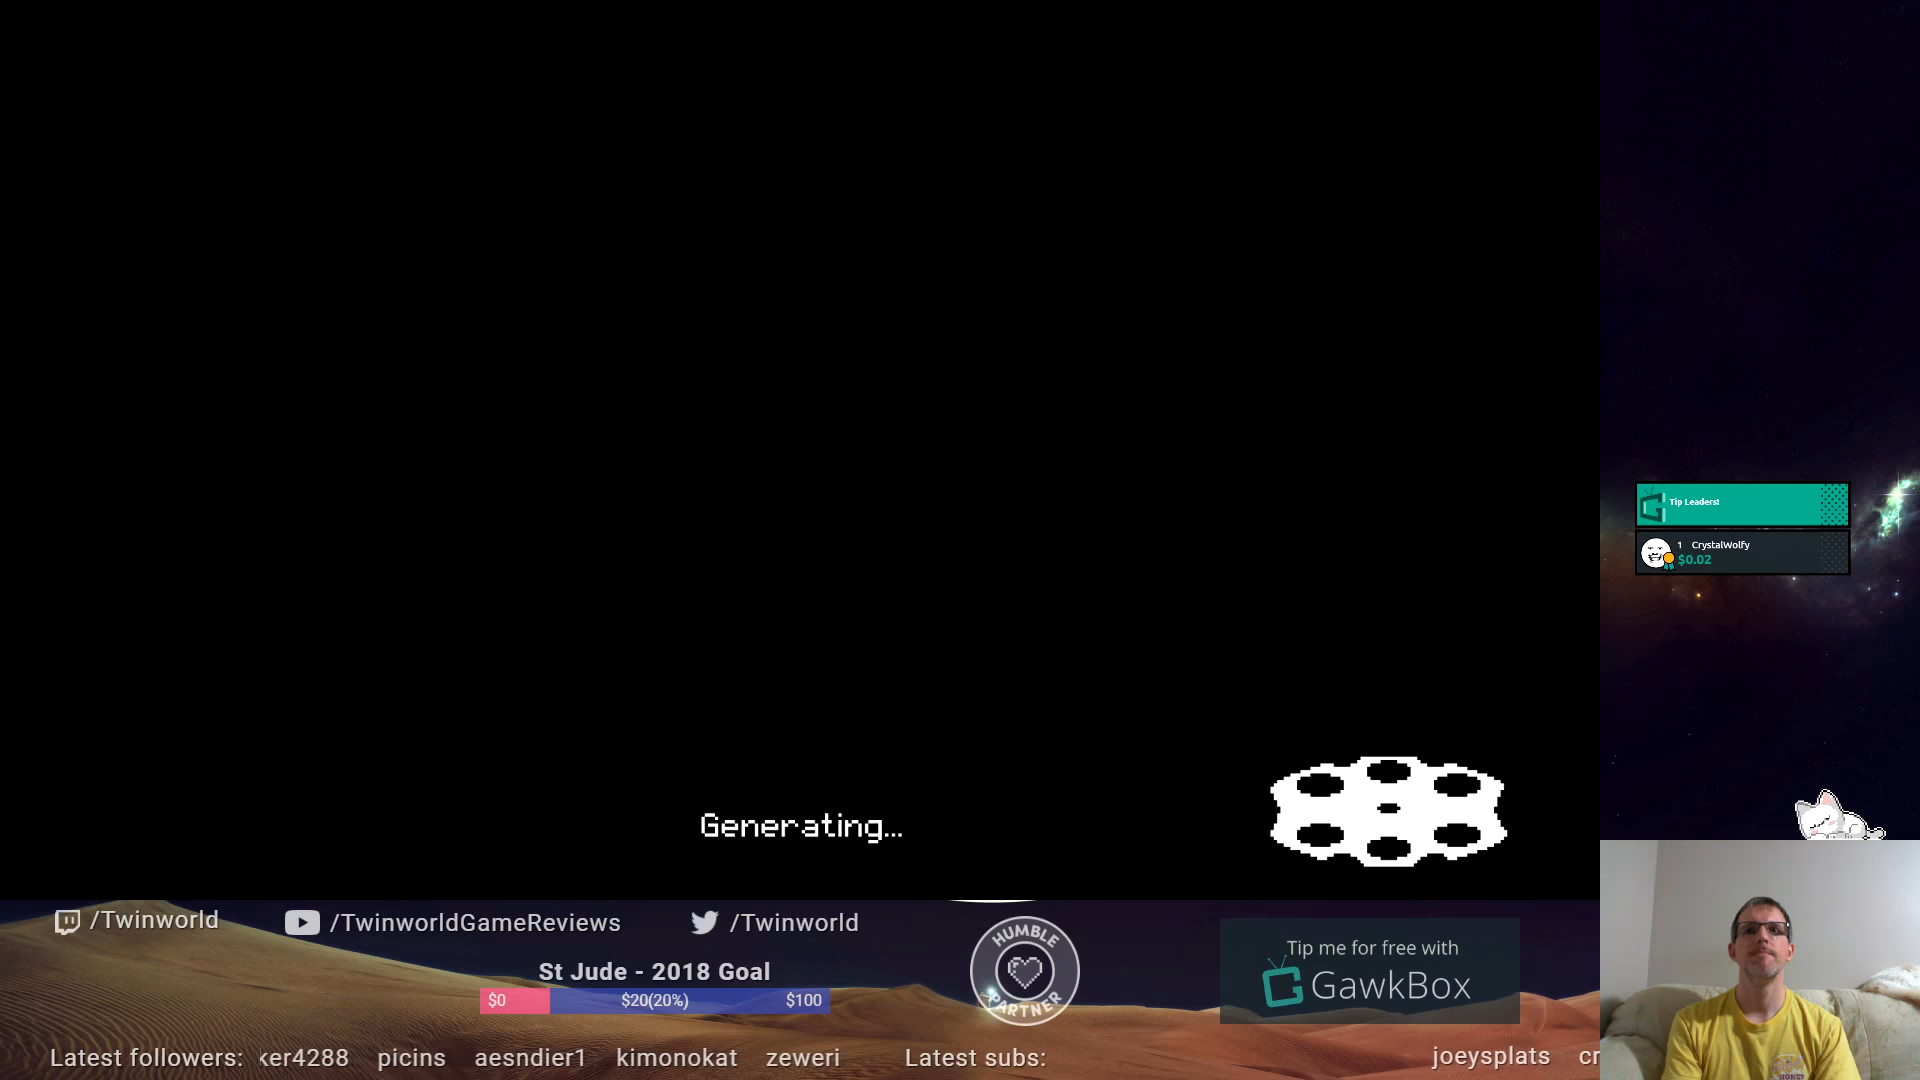 Generating...
Tip Leaders!
1 CrystalWolfy
$0.02
/Twinworld
/TwinworldGameReviews
/Twinworld
St Jude - 2018 Goal
$0 $20(20%) $100
HUMBLE
PARTNER
Tip me for free with
GawkBox
Latest followers: ker4288 picins aesndier1 kimonokat zeweri
Latest subs: joeysplats cr